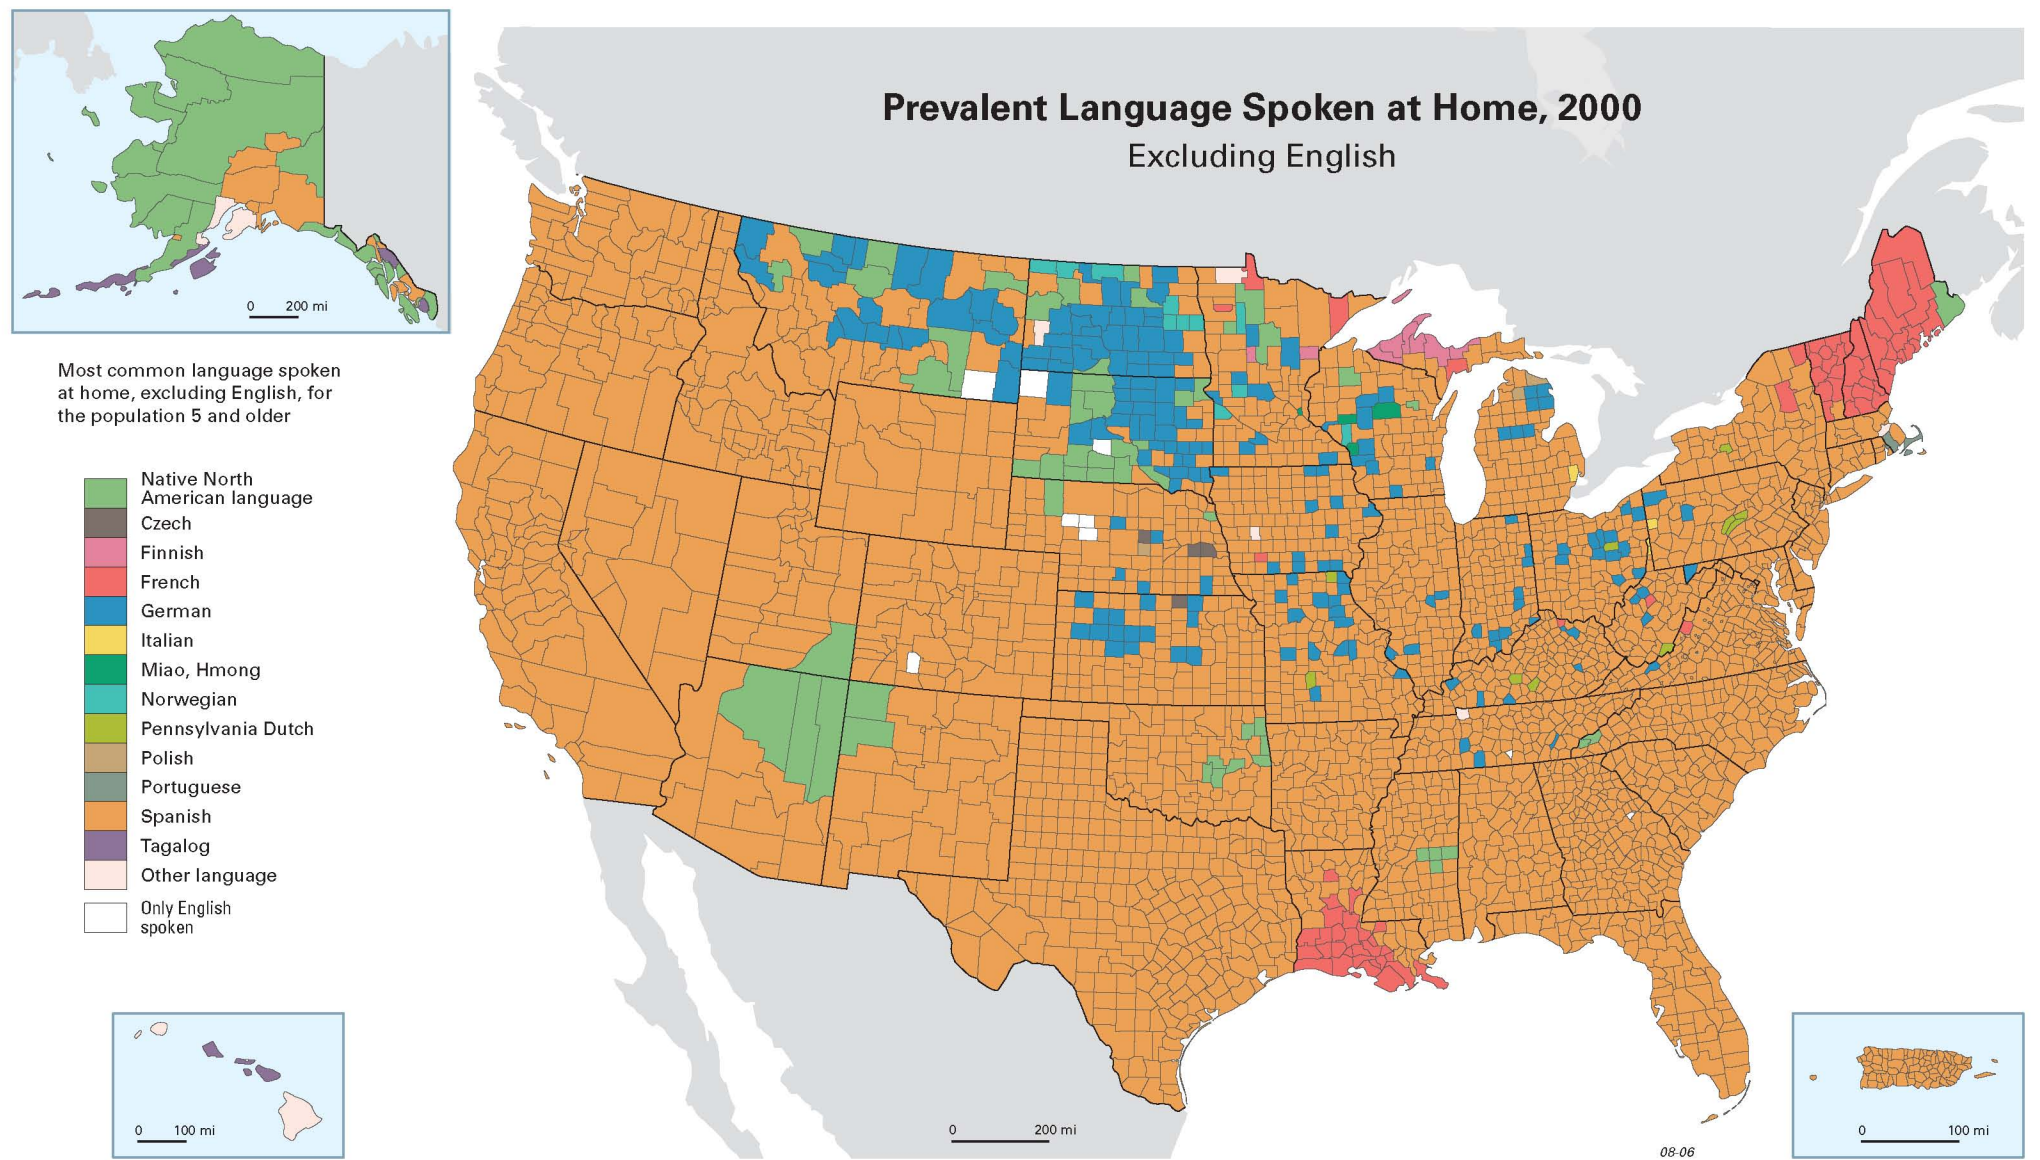 Prevalent Language Spoken at Home, 2000
Excluding English
0 200 mi
Most common language spoken
at home, excluding English, for
the population 5 and older
Native North
American language
Czech
Finnish
French
German
Italian
Miao, Hmong
Norwegian
Pennsylvania Dutch
Polish
Portuguese
Spanish
Tagalog
Other language
Only English
spoken
0 100 mi
0 200 mi
0 100 mi
08-06